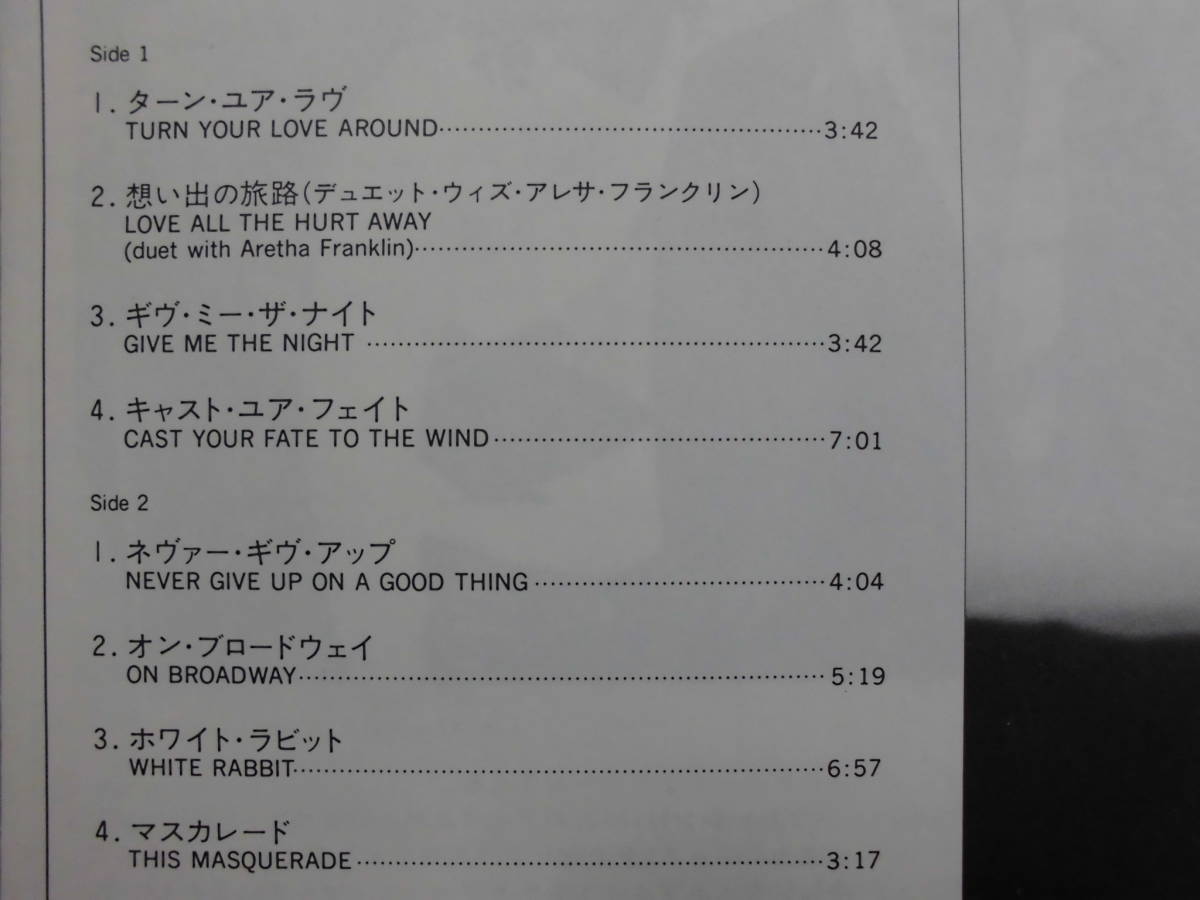 Side 1
1. ターン・ユア・ラヴ
TURN YOUR LOVE AROUND 3:42
2. 想い出の旅路(デュエット・ウィズ・アレサ・フランクリン)
LOVE ALL THE HURT AWAY
(duet with Aretha Franklin) 4:08
3. ギヴ・ミー・ザ・ナイト
GIVE ME THE NIGHT 3:42
4. キャスト・ユア・フェイト
CAST YOUR FATE TO THE WIND 7:01
Side 2
1. ネヴァー・ギヴ・アップ
NEVER GIVE UP ON A GOOD THING 4:04
2. オン・ブロードウェイ
ON BROADWAY 5:19
3. ホワイト・ラビット
WHITE RABBIT 6:57
4. マスカレード
THIS MASQUERADE 3:17